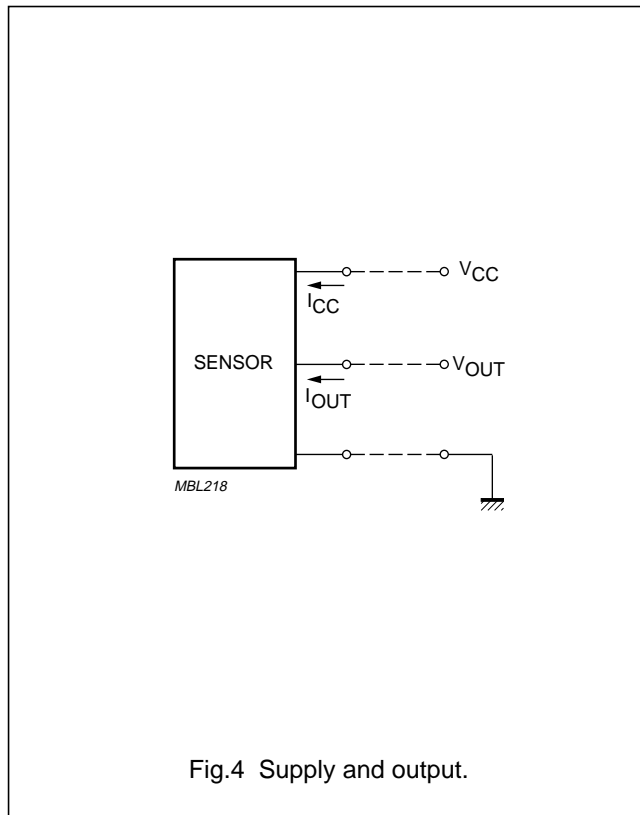 VCC
ICC
SENSOR
VOUT
IOUT
MBL218
Fig.4 Supply and output.